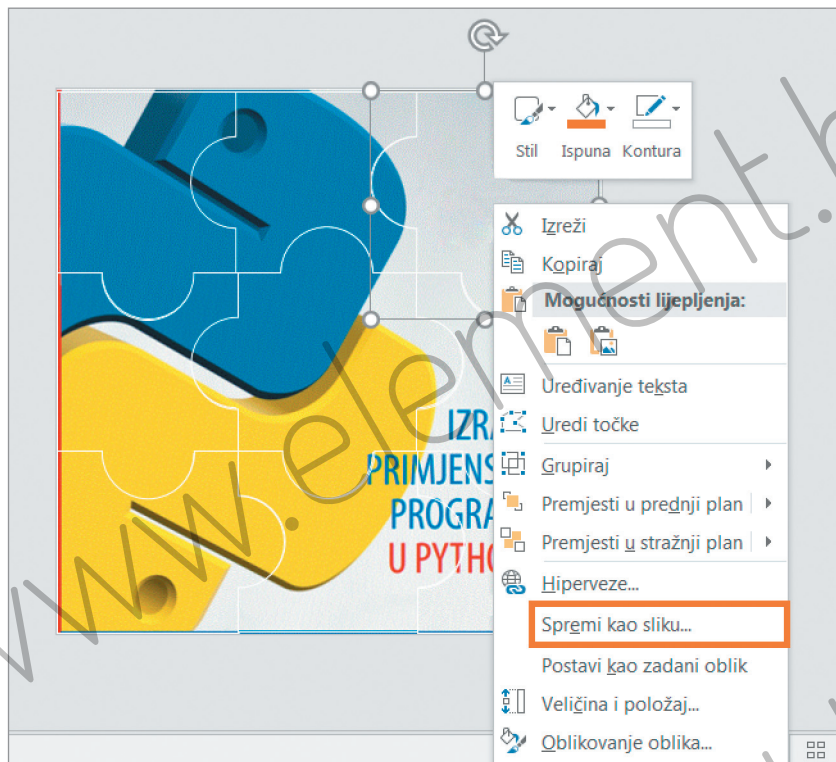 Stil Ispuna Kontura
Izreži
Kopiraj
Mogućnosti lijepljenja:
Uređivanje teksta
Uredi točke
Grupiraj
Premjesti u prednji plan
Premjesti u stražnji plan
Hiperveze...
Spremi kao sliku...
Postavi kao zadani oblik
Veličina i položaj...
Oblikovanje oblika...
IZRA
PRIMJENS
PROGRA
U PYTHO
www.element.h